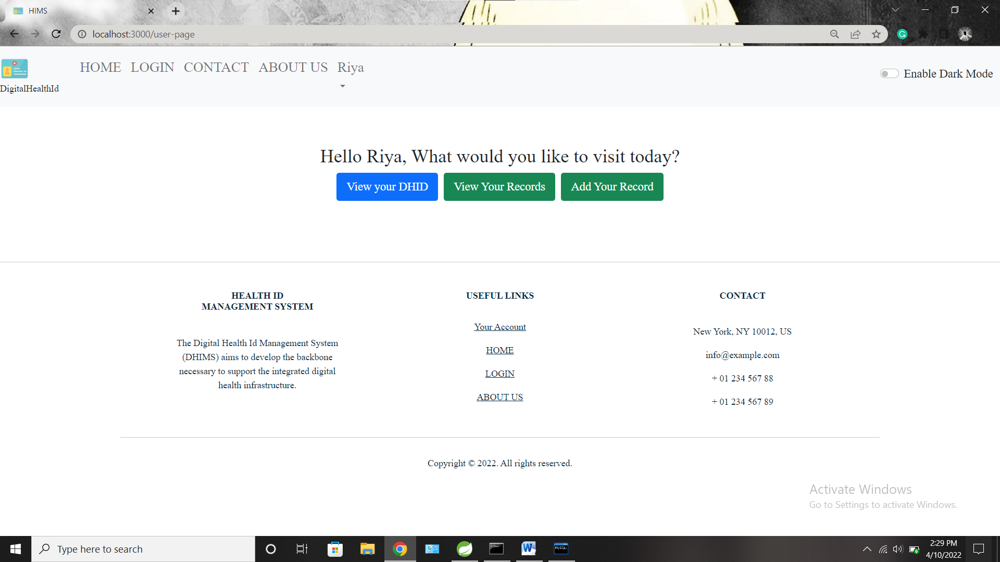 HIMS
localhost:3000/user-page
HOME LOGIN CONTACT ABOUT US Riya
Enable Dark Mode
DigitalHealthId
Hello Riya, What would you like to visit today?
View your DHID View Your Records Add Your Record
HEALTH ID
MANAGEMENT SYSTEM
The Digital Health Id Management System
(DHIMS) aims to develop the backbone
necessary to support the integrated digital
health infrastructure.
USEFUL LINKS
Your Account
HOME
LOGIN
ABOUT US
CONTACT
New York, NY 10012, US
info@example.com
+ 01 234 567 88
+ 01 234 567 89
Copyright © 2022. All rights reserved.
Activate Windows
Go to Settings to activate Windows.
Type here to search
MySQL
2:29 PM
4/10/2022